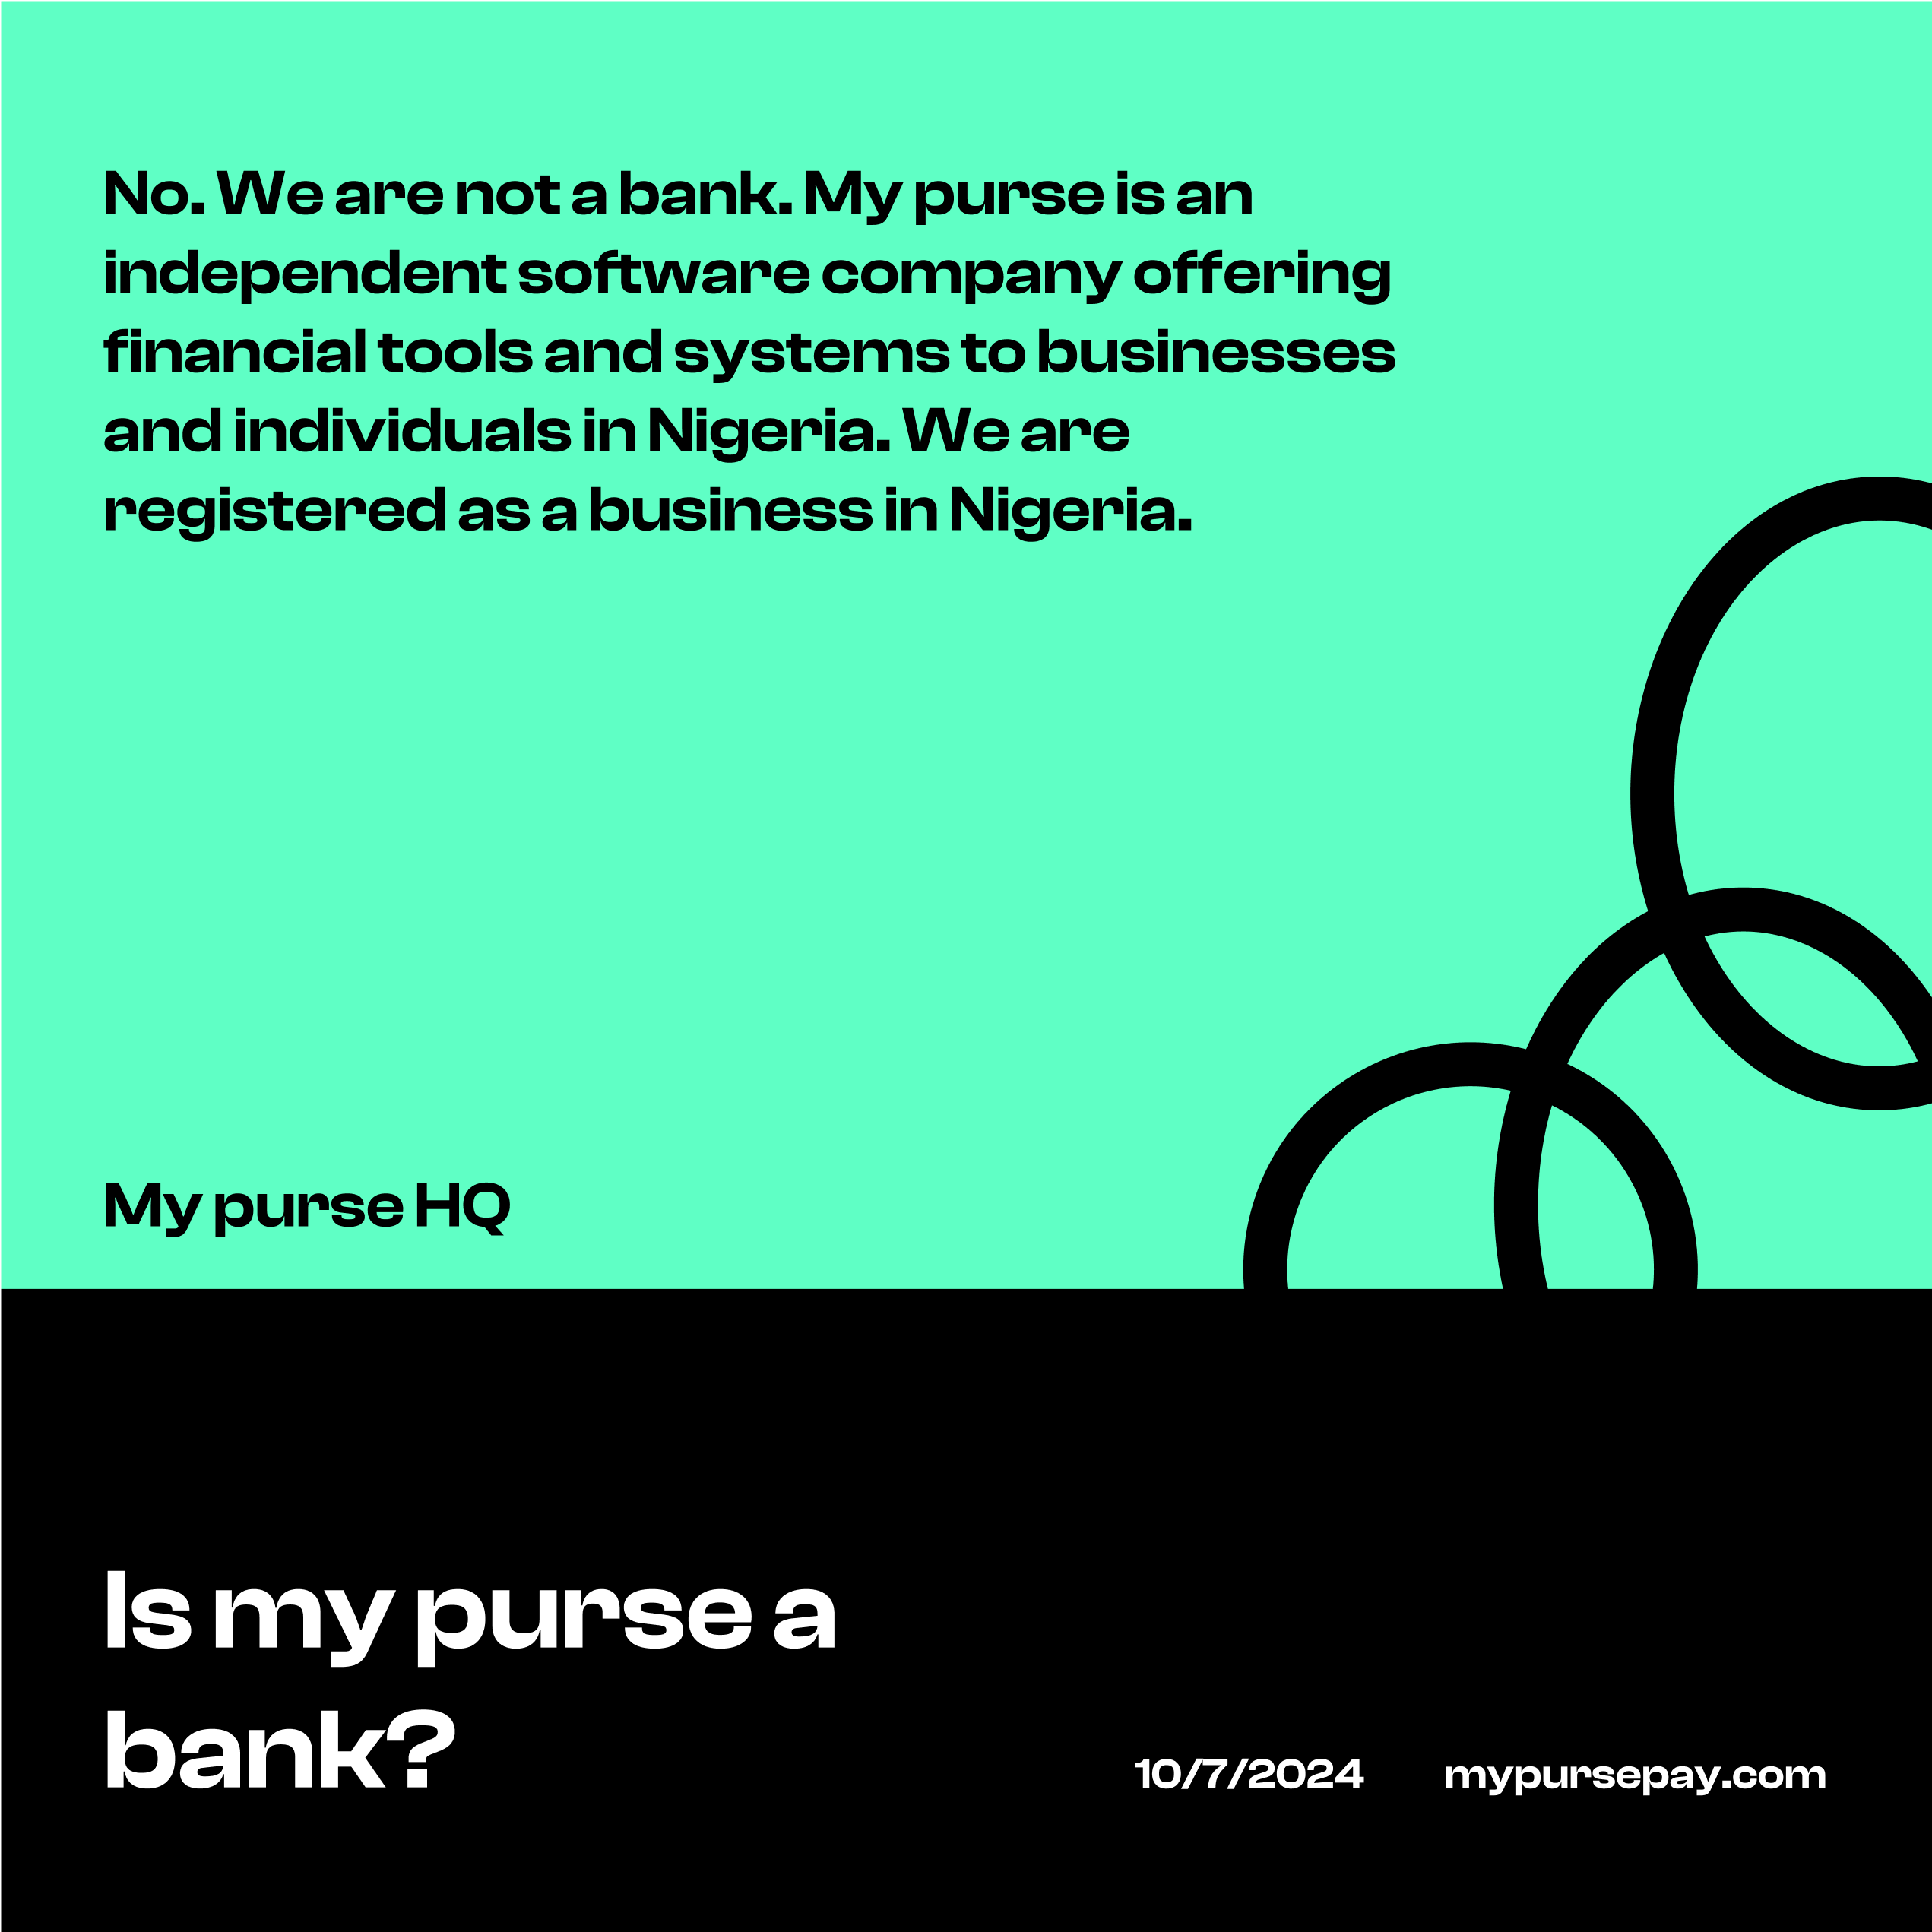 No. We are not a bank. My purse is an
independent software company offering
financial tools and systems to businesses
and individuals in Nigeria. We are
registered as a business in Nigeria.
My purse HQ
Is my purse a
bank?
10/7/2024
mypursepay.com